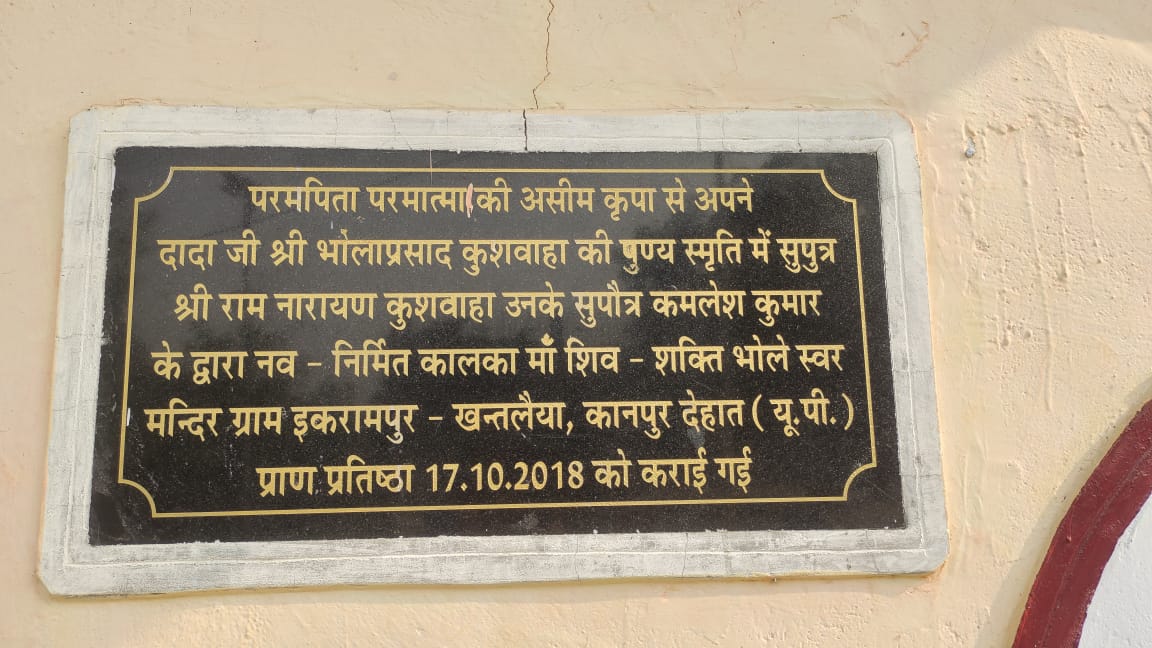 परमपिता परमात्मा की असीम कृपा से अपने
दादा जी श्री भोलाप्रसाद कुशवाहा की पुण्य स्मृति में सुपुत्र
श्री राम नारायण कुशवाहा उनके सुपौत्र कमलेश कुमार
के द्वारा नव - निर्मित कालका माँ शिव - शक्ति भोले स्वर
मन्दिर ग्राम इकरामपुर - खन्तलैया, कानपुर देहात ( यू.पी. )
प्राण प्रतिष्ठा 17.10.2018 को कराई गई